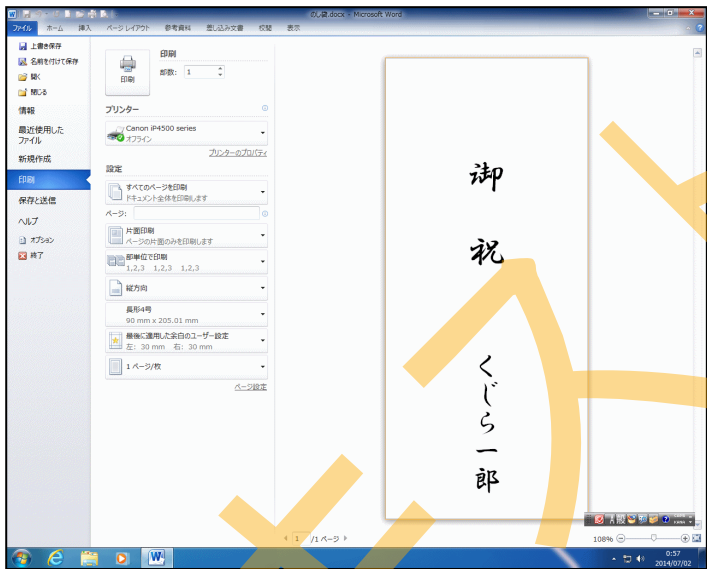 のし袋.docx - Microsoft Word
ファイル ホーム 挿入 ページ レイアウト 参考資料 差し込み文書 校閲 表示
上書き保存
名前を付けて保存
開く
閉じる
情報
最近使用した
ファイル
新規作成
印刷
保存と送信
ヘルプ
オプション
終了
印刷
印刷
部数: 1
プリンター
Canon iP4500 series
オフライン
プリンターのプロパティ
設定
すべてのページを印刷
ドキュメント全体を印刷します
ページ:
片面印刷
ページの片面のみを印刷します
部単位で印刷
1,2,3 1,2,3 1,2,3
縦方向
長形4号
90 mm x 205.01 mm
最後に適用した余白のユーザー設定
左: 30 mm 右: 30 mm
1 ページ/枚
ページ設定
御祝
くじら一郎
1 /1 ページ
108%
A 般
KANA
0:57
2014/07/02